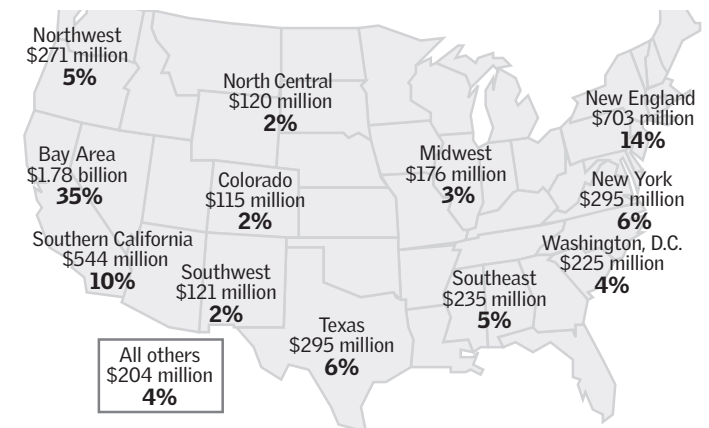 Northwest
$271 million
5%
North Central
$120 million
2%
New England
$703 million
14%
Bay Area
$1.78 billion
35%
Colorado
$115 million
2%
Midwest
$176 million
3%
New York
$295 million
6%
Southern California
$544 million
10%
Southwest
$121 million
2%
Washington, D.C.
$225 million
4%
Southeast
$235 million
5%
Texas
$295 million
6%
All others
$204 million
4%